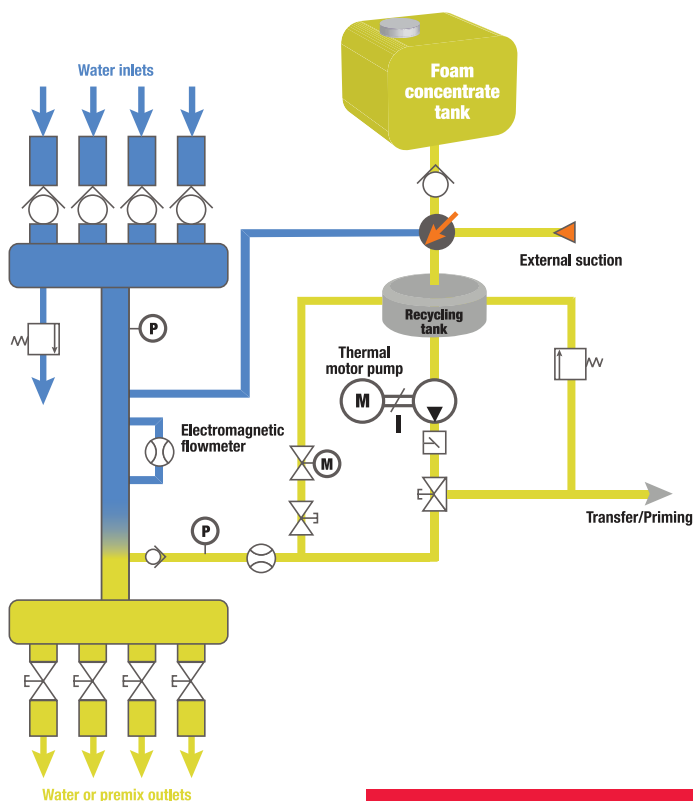 Foam
concentrate
tank
Water inlets
External suction
P
Recycling
tank
Thermal
motor pump
M
Electromagnetic
flowmeter
M
Transfer/Priming
P
Water or premix outlets